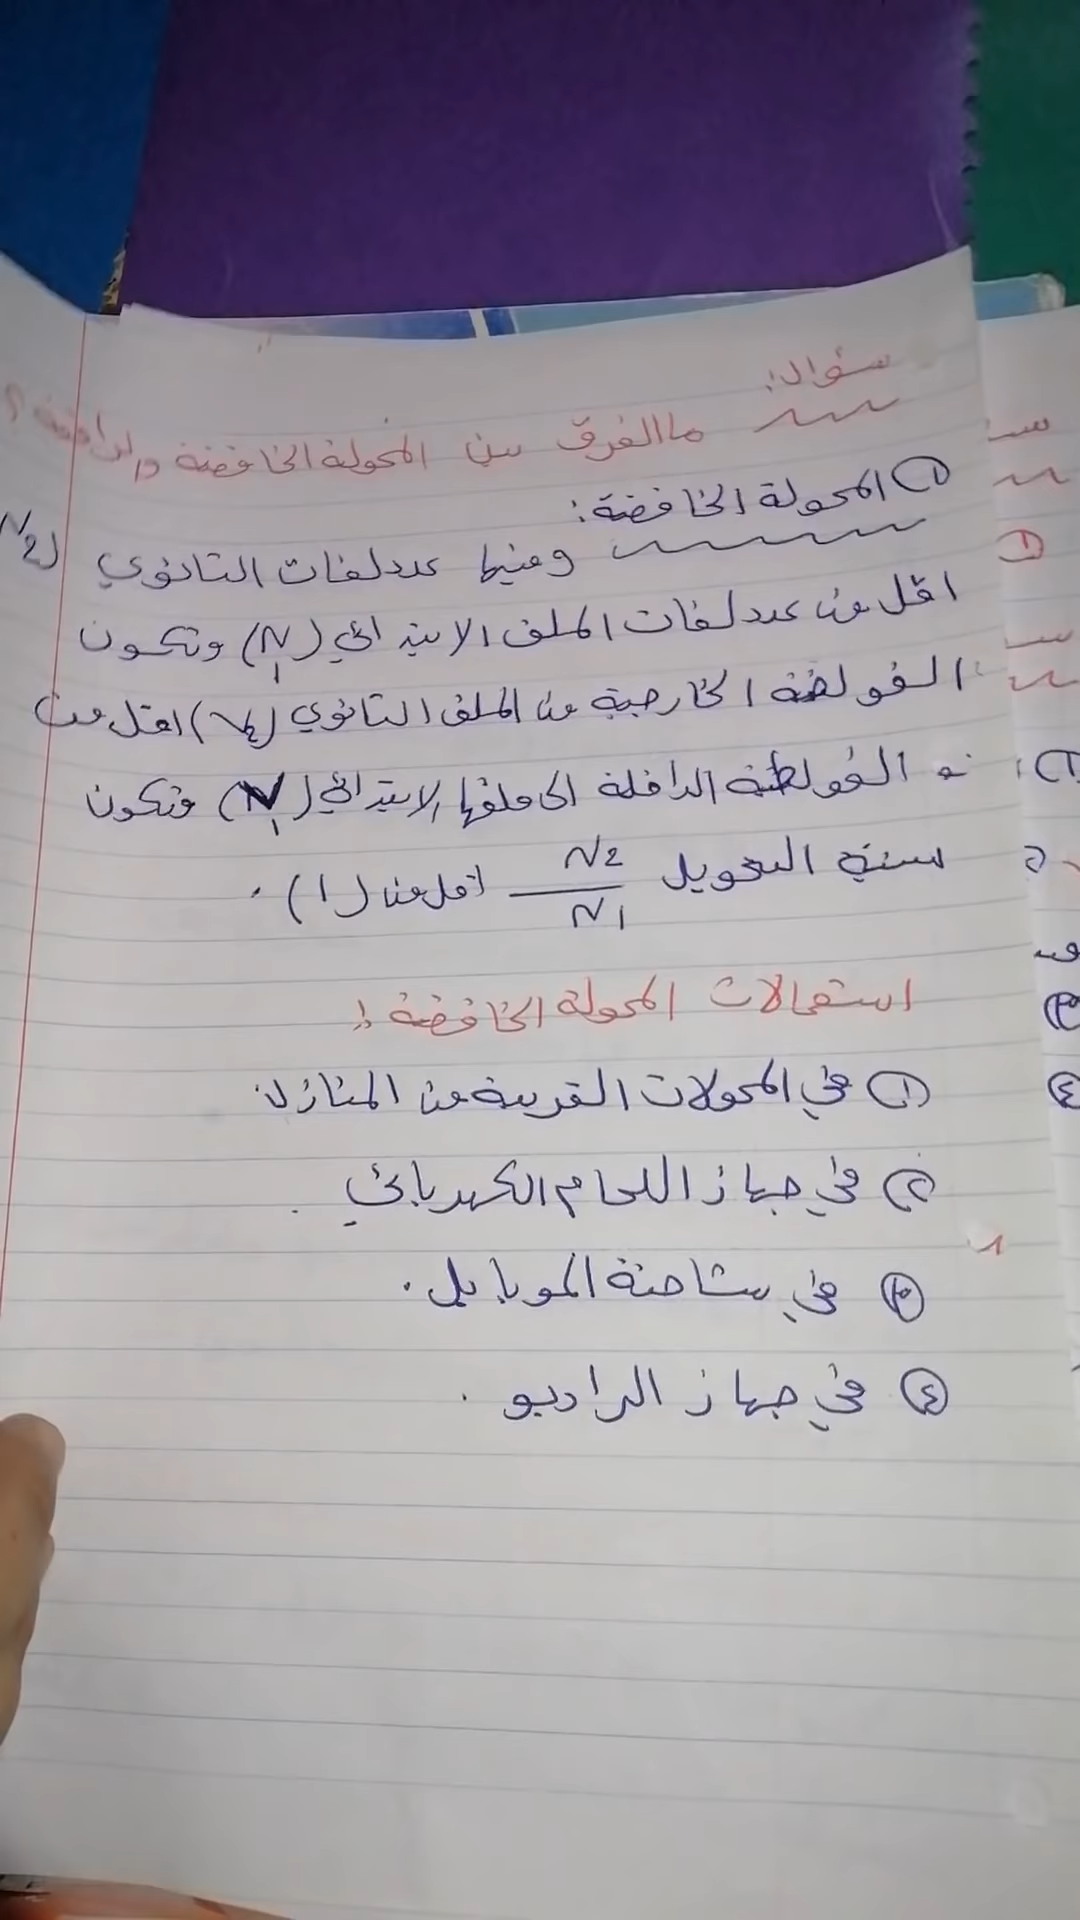 سؤال:
ما الفرق بين المحولة الخافضة والرافعة؟
① المحولة الخافضة:
وفيها عدد لفات الثانوي (N2
اقل من عدد لفات الملف الابتدائي (N1) وتكون
الفولطية الخارجية من الملف الثانوي (V2) اقل من
الفولطية الداخلة الى ملفها الابتدائي (V1) وتكون
نسبة التحويل N2/N1 اقل من (1).
استعمالات المحولة الخافضة:
① في المحولات القريبة من المنازل.
② في جهاز اللحام الكهربائي.
③ في شاحنة الموبايل.
④ في جهاز الراديو.